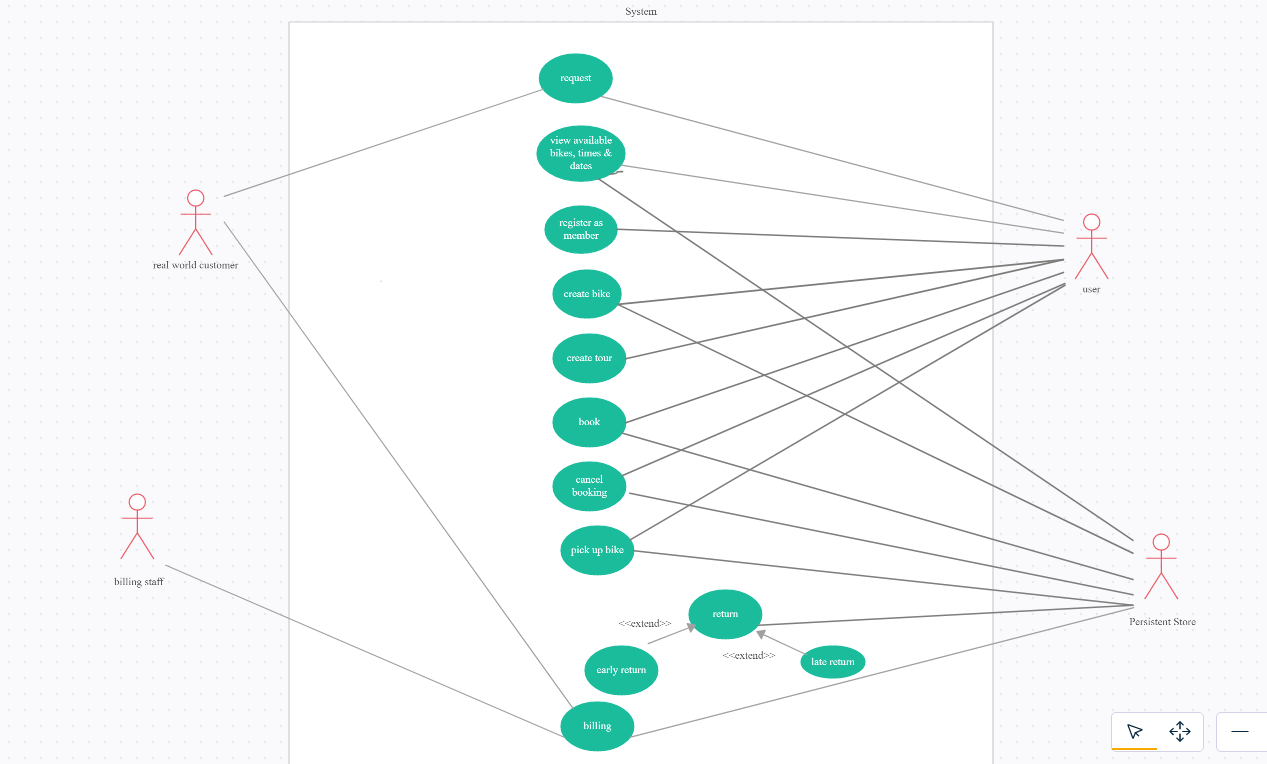 System
request
view available
bikes, times &
dates
register as
member
real world customer
user
create bike
create tour
book
cancel
booking
pick up bike
billing staff
return
<<extend>>
Persistent Store
<<extend>>
late return
early return
billing